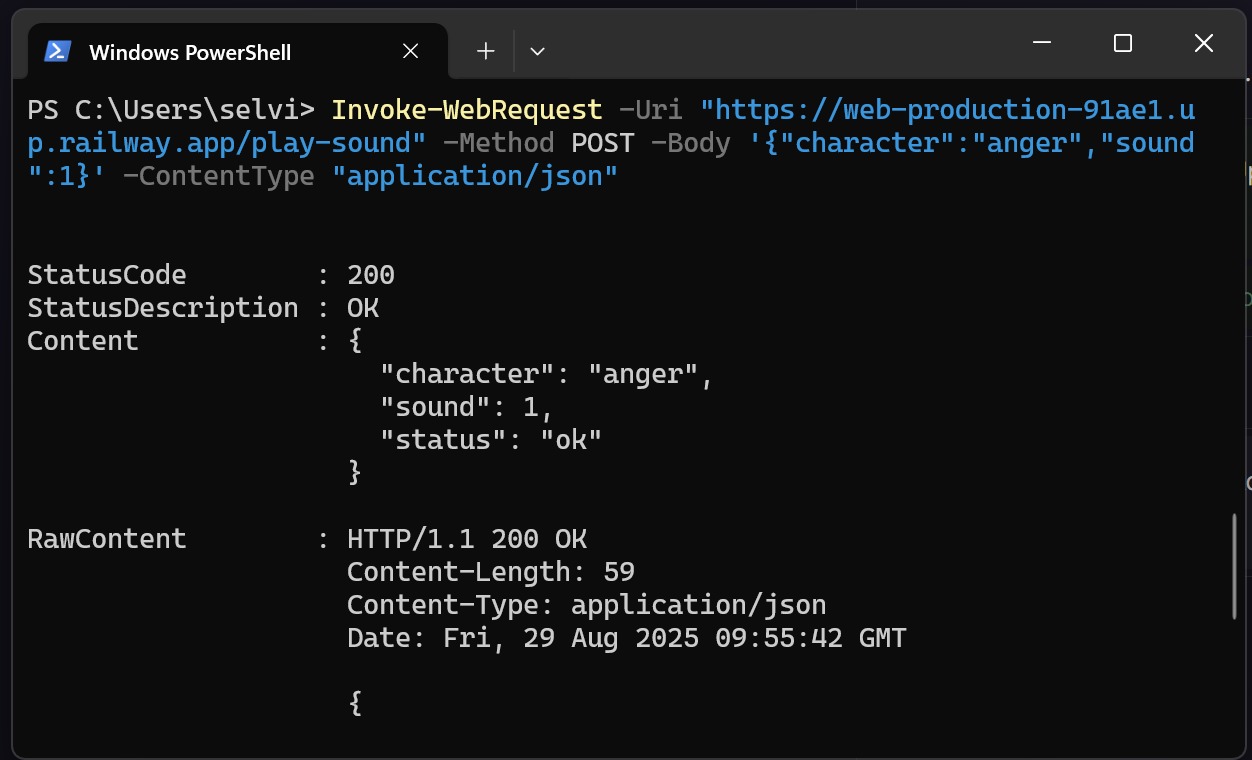 Windows PowerShell
PS C:\Users\selvi> Invoke-WebRequest -Uri "https://web-production-91ae1.u
p.railway.app/play-sound" -Method POST -Body '{"character":"anger","sound
":1}' -ContentType "application/json"
StatusCode        : 200
StatusDescription : OK
Content           : {
                      "character": "anger",
                      "sound": 1,
                      "status": "ok"
                    }
RawContent        : HTTP/1.1 200 OK
                    Content-Length: 59
                    Content-Type: application/json
                    Date: Fri, 29 Aug 2025 09:55:42 GMT
                    {